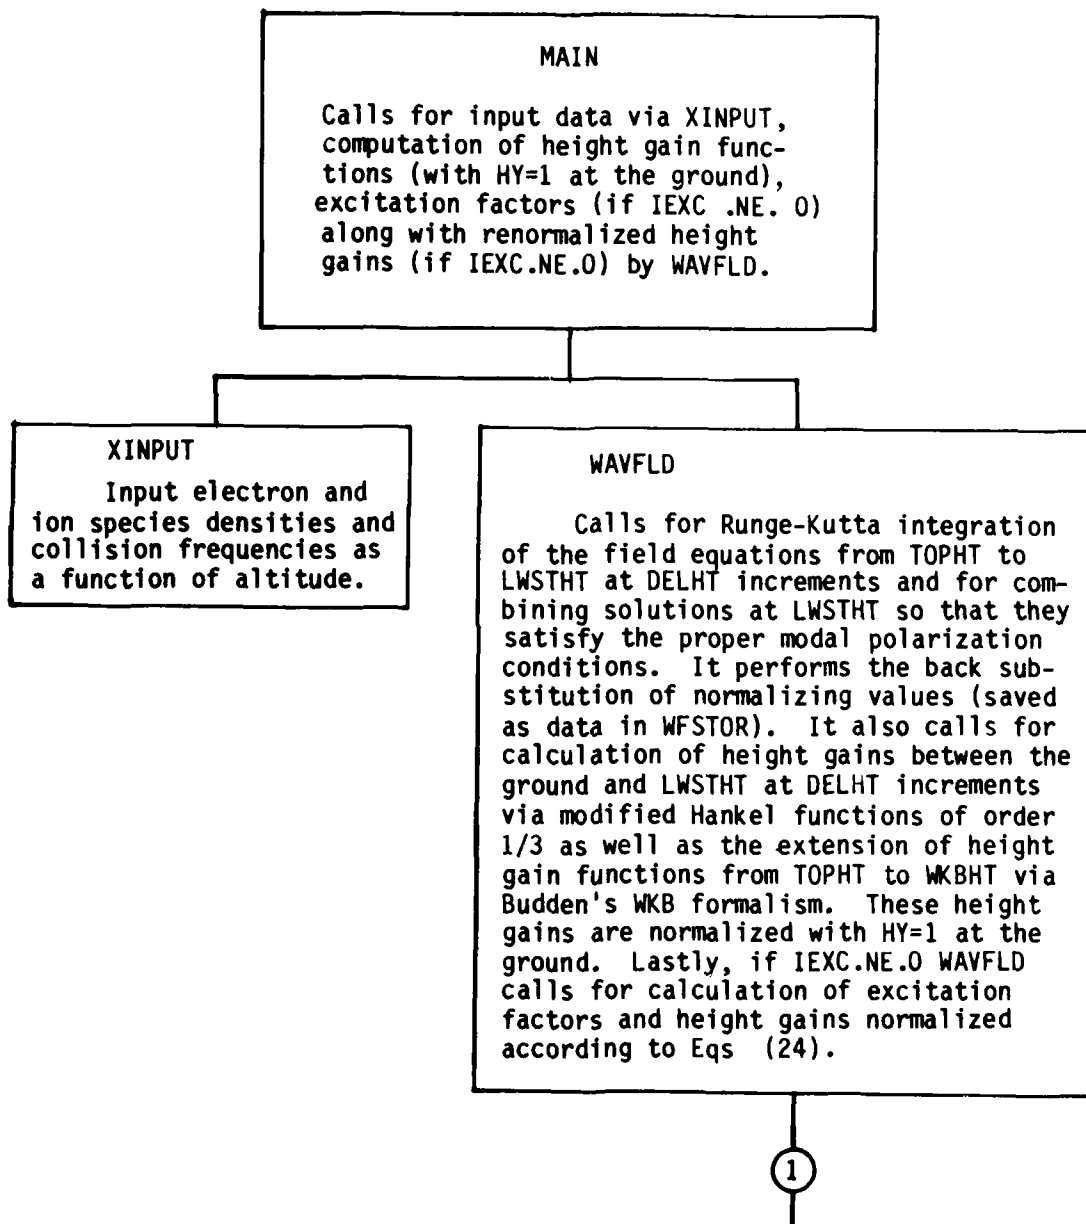 MAIN
Calls for input data via XINPUT,
computation of height gain func-
tions (with HY=1 at the ground),
excitation factors (if IEXC .NE. 0)
along with renormalized height
gains (if IEXC.NE.0) by WAVFLD.
XINPUT
Input electron and
ion species densities and
collision frequencies as
a function of altitude.
WAVFLD
Calls for Runge-Kutta integration
of the field equations from TOPHT to
LWSTHT at DELHT increments and for com-
bining solutions at LWSTHT so that they
satisfy the proper modal polarization
conditions. It performs the back sub-
stitution of normalizing values (saved
as data in WFSTOR). It also calls for
calculation of height gains between the
ground and LWSTHT at DELHT increments
via modified Hankel functions of order
1/3 as well as the extension of height
gain functions from TOPHT to WKBHT via
Budden's WKB formalism. These height
gains are normalized with HY=1 at the
ground. Lastly, if IEXC.NE.0 WAVFLD
calls for calculation of excitation
factors and height gains normalized
according to Eqs (24).
1